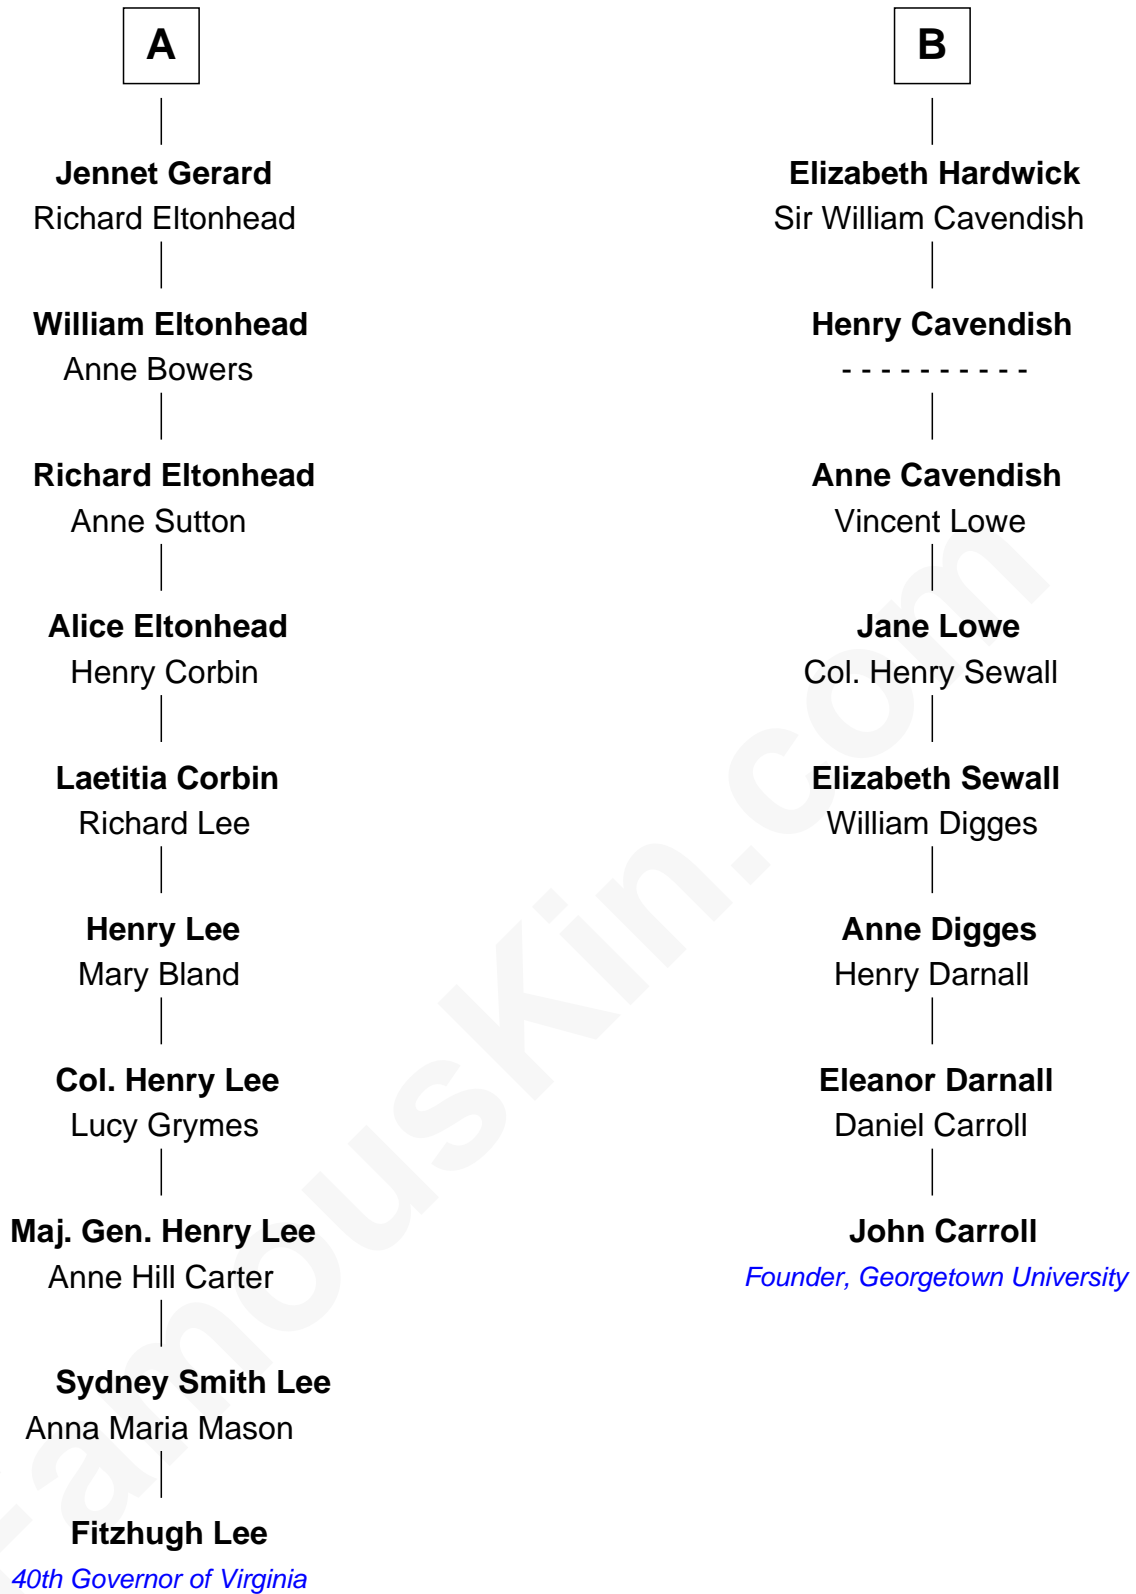 A
Jennet Gerard
Richard Eltonhead
William Eltonhead
Anne Bowers
Richard Eltonhead
Anne Sutton
Alice Eltonhead
Henry Corbin
Laetitia Corbin
Richard Lee
Henry Lee
Mary Bland
Col. Henry Lee
Lucy Grymes
Maj. Gen. Henry Lee
Anne Hill Carter
Sydney Smith Lee
Anna Maria Mason
Fitzhugh Lee
40th Governor of Virginia
B
Elizabeth Hardwick
Sir William Cavendish
Henry Cavendish
- - - - - - - - - -
Anne Cavendish
Vincent Lowe
Jane Lowe
Col. Henry Sewall
Elizabeth Sewall
William Digges
Anne Digges
Henry Darnall
Eleanor Darnall
Daniel Carroll
John Carroll
Founder, Georgetown University
FamousKin.com